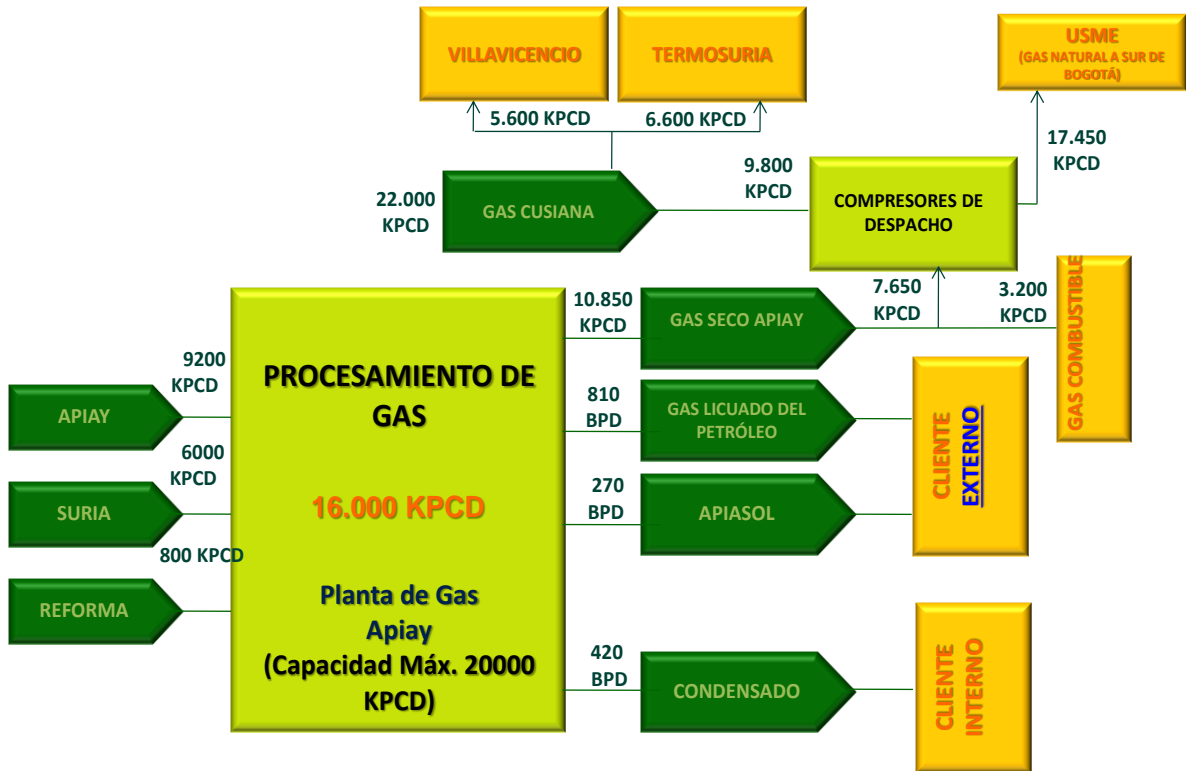 VILLAVICENCIO
TERMOSURIA
USME
(GAS NATURAL A SUR DE
BOGOTÁ)
5.600 KPCD
6.600 KPCD
17.450
KPCD
22.000
KPCD
GAS CUSIANA
9.800
KPCD
COMPRESORES DE
DESPACHO
10.850
KPCD
GAS SECO APIAY
7.650
KPCD
3.200
KPCD
GAS COMBUSTIBLE
9200
KPCD
APIAY
6000
KPCD
SURIA
800 KPCD
REFORMA
PROCESAMIENTO DE
GAS
16.000 KPCD
Planta de Gas
Apiay
(Capacidad Máx. 20000
KPCD)
810
BPD
GAS LICUADO DEL
PETRÓLEO
270
BPD
APIASOL
CLIENTE
EXTERNO
420
BPD
CONDENSADO
CLIENTE
INTERNO